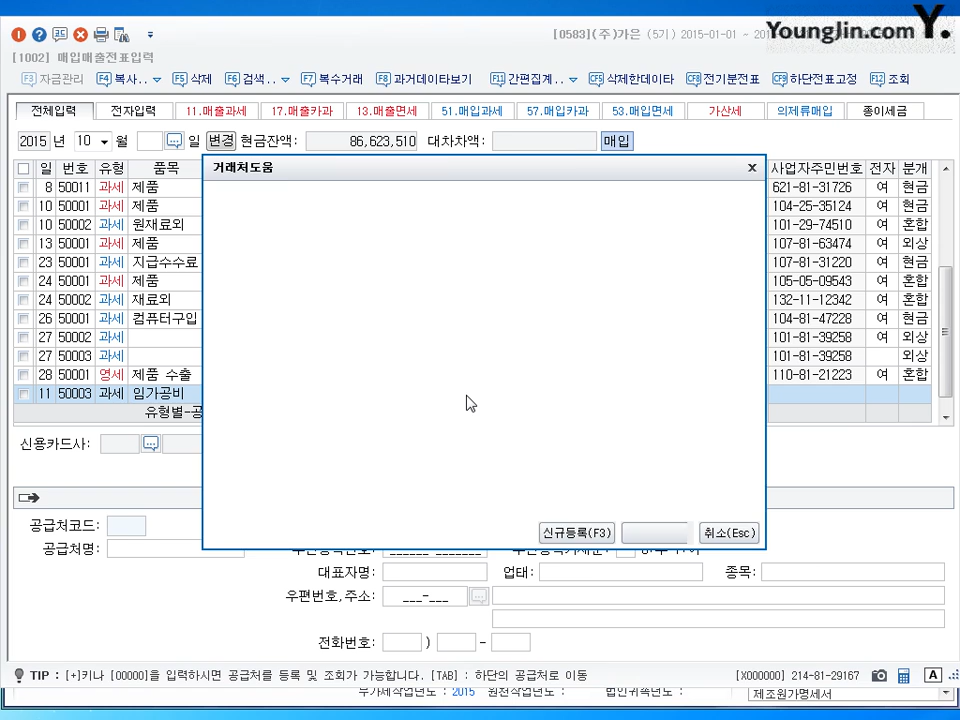 [0583](주)가은 (5기) 2015-01-01 ~
Younglin.com Y.
[1002] 매입매출전표입력
F3 자금관리 F4 복사.. F5 삭제 F6 검색.. F7 복수거래 F8 과거데이타보기 F11 간편집계.. CF5 삭제한데이타 CF8 전기분전표 CF9 하단전표고정 F12 조회
전체입력 전자입력 11.매출과세 17.매출카과 13.매출면세 51.매입과세 57.매입카과 53.매입면세 가산세 의제류매입 종이세금
2015 년 10 월 일 변경 현금잔액: 86,623,510 대차차액: 매입
일 번호 유형 품목 사업자주민번호 전자 분개
거래처도움 x
8 50011 과세 제품 621-81-31726 여 현금
10 50001 과세 제품 104-25-35124 여 현금
10 50002 과세 원재료외 101-29-74510 여 혼합
13 50001 과세 제품 107-81-63474 여 외상
23 50001 과세 지급수수료 107-81-31220 여 현금
24 50001 과세 제품 105-05-09543 여 혼합
24 50002 과세 재료외 132-11-12342 여 혼합
26 50001 과세 컴퓨터구입 104-81-47228 여 현금
27 50002 과세 101-81-39258 여 외상
27 50003 과세 101-81-39258 외상
28 50001 영세 제품 수출 110-81-21223 여 혼합
11 50003 과세 임가공비
유형별-공
신용카드사:
신규등록(F3) 취소(Esc)
공급처코드:
공급처명:
대표자명: 업태: 종목:
우편번호,주소: ___-___
전화번호: ) -
TIP : [+]키나 [00000]을 입력하시면 공급처를 등록 및 조회가 가능합니다. [TAB] : 하단의 공급처로 이동 [X000000] 214-81-29167 A
부가세작업년도 : 2015 원천작업년도 : 법인귀속년도 : 제조원가명세서